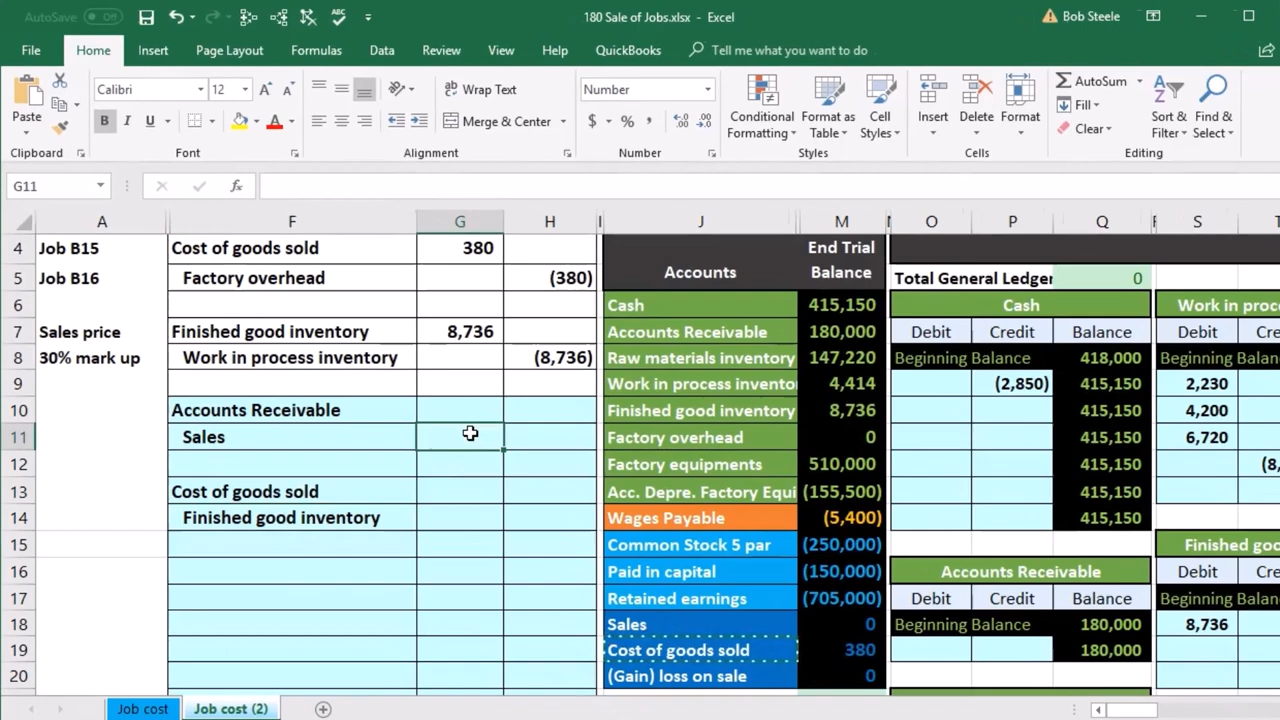 AutoSave Off 180 Sale of Jobs.xlsx - Excel Bob Steele
File Home Insert Page Layout Formulas Data Review View Help QuickBooks Tell me what you want to do
Calibri 12 Wrap Text Number AutoSum
Paste B I U Merge & Center $ % Conditional Formatting Format as Table Cell Styles Insert Delete Format Fill Clear Sort & Filter Find & Select
Clipboard Font Alignment Number Styles Cells Editing
G11 fx
A F G H I J M O P Q S
4 Job B15 Cost of goods sold 380 End Trial
5 Job B16 Factory overhead (380) Accounts Balance Total General Ledger 0
6 Cash 415,150 Cash Work in proce
7 Sales price Finished good inventory 8,736 Accounts Receivable 180,000 Debit Credit Balance Debit
8 30% mark up Work in process inventory (8,736) Raw materials inventory 147,220 Beginning Balance 418,000 Beginning Balance
9 Work in process invento 4,414 (2,850) 415,150 2,230
10 Accounts Receivable Finished good inventory 8,736 415,150 4,200
11 Sales Factory overhead 0 415,150 6,720
12 Factory equipments 510,000 415,150 (8,
13 Cost of goods sold Acc. Depre. Factory Equi (155,500) 415,150
14 Finished good inventory Wages Payable (5,400) 415,150
15 Common Stock 5 par (250,000) Finished goo
16 Paid in capital (150,000) Accounts Receivable Debit Cre
17 Retained earnings (705,000) Debit Credit Balance Beginning Balance
18 Sales 0 Beginning Balance 180,000 8,736
19 Cost of goods sold 380 180,000
20 (Gain) loss on sale 0
Job cost Job cost (2)